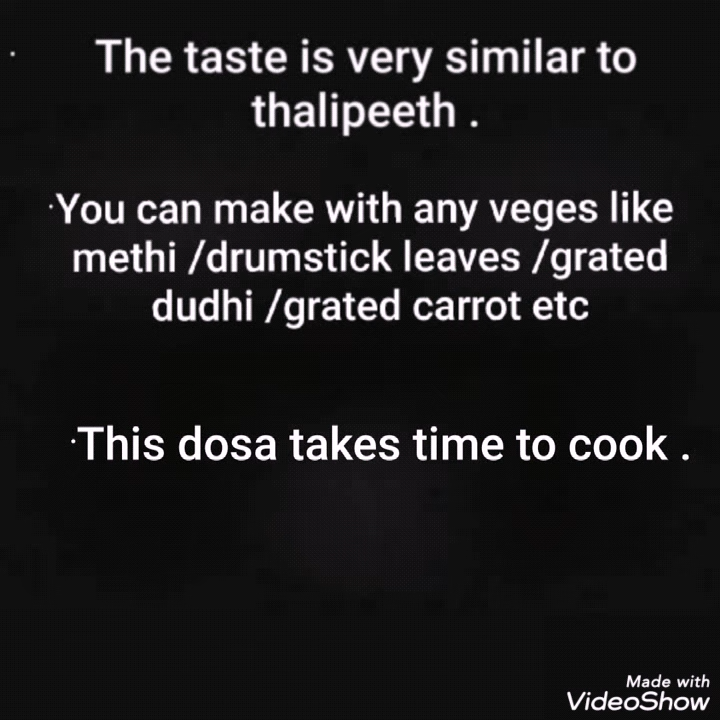 · The taste is very similar to
thalipeeth .
·You can make with any veges like
methi /drumstick leaves /grated
dudhi /grated carrot etc
·This dosa takes time to cook .
Made with
VideoShow